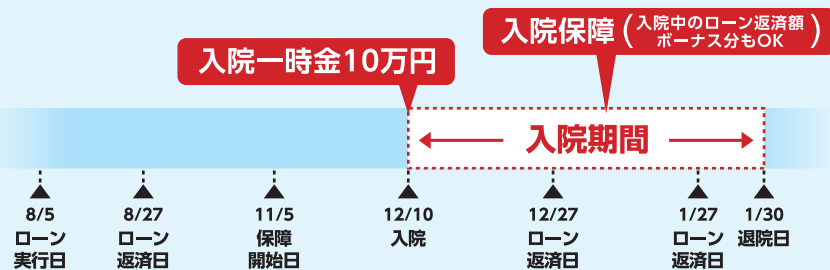 入院一時金10万円
入院保障(入院中のローン返済額
ボーナス分もOK)
入院期間
8/5
ローン
実行日
8/27
ローン
返済日
11/5
保障
開始日
12/10
入院
12/27
ローン
返済日
1/27
ローン
返済日
1/30
退院日